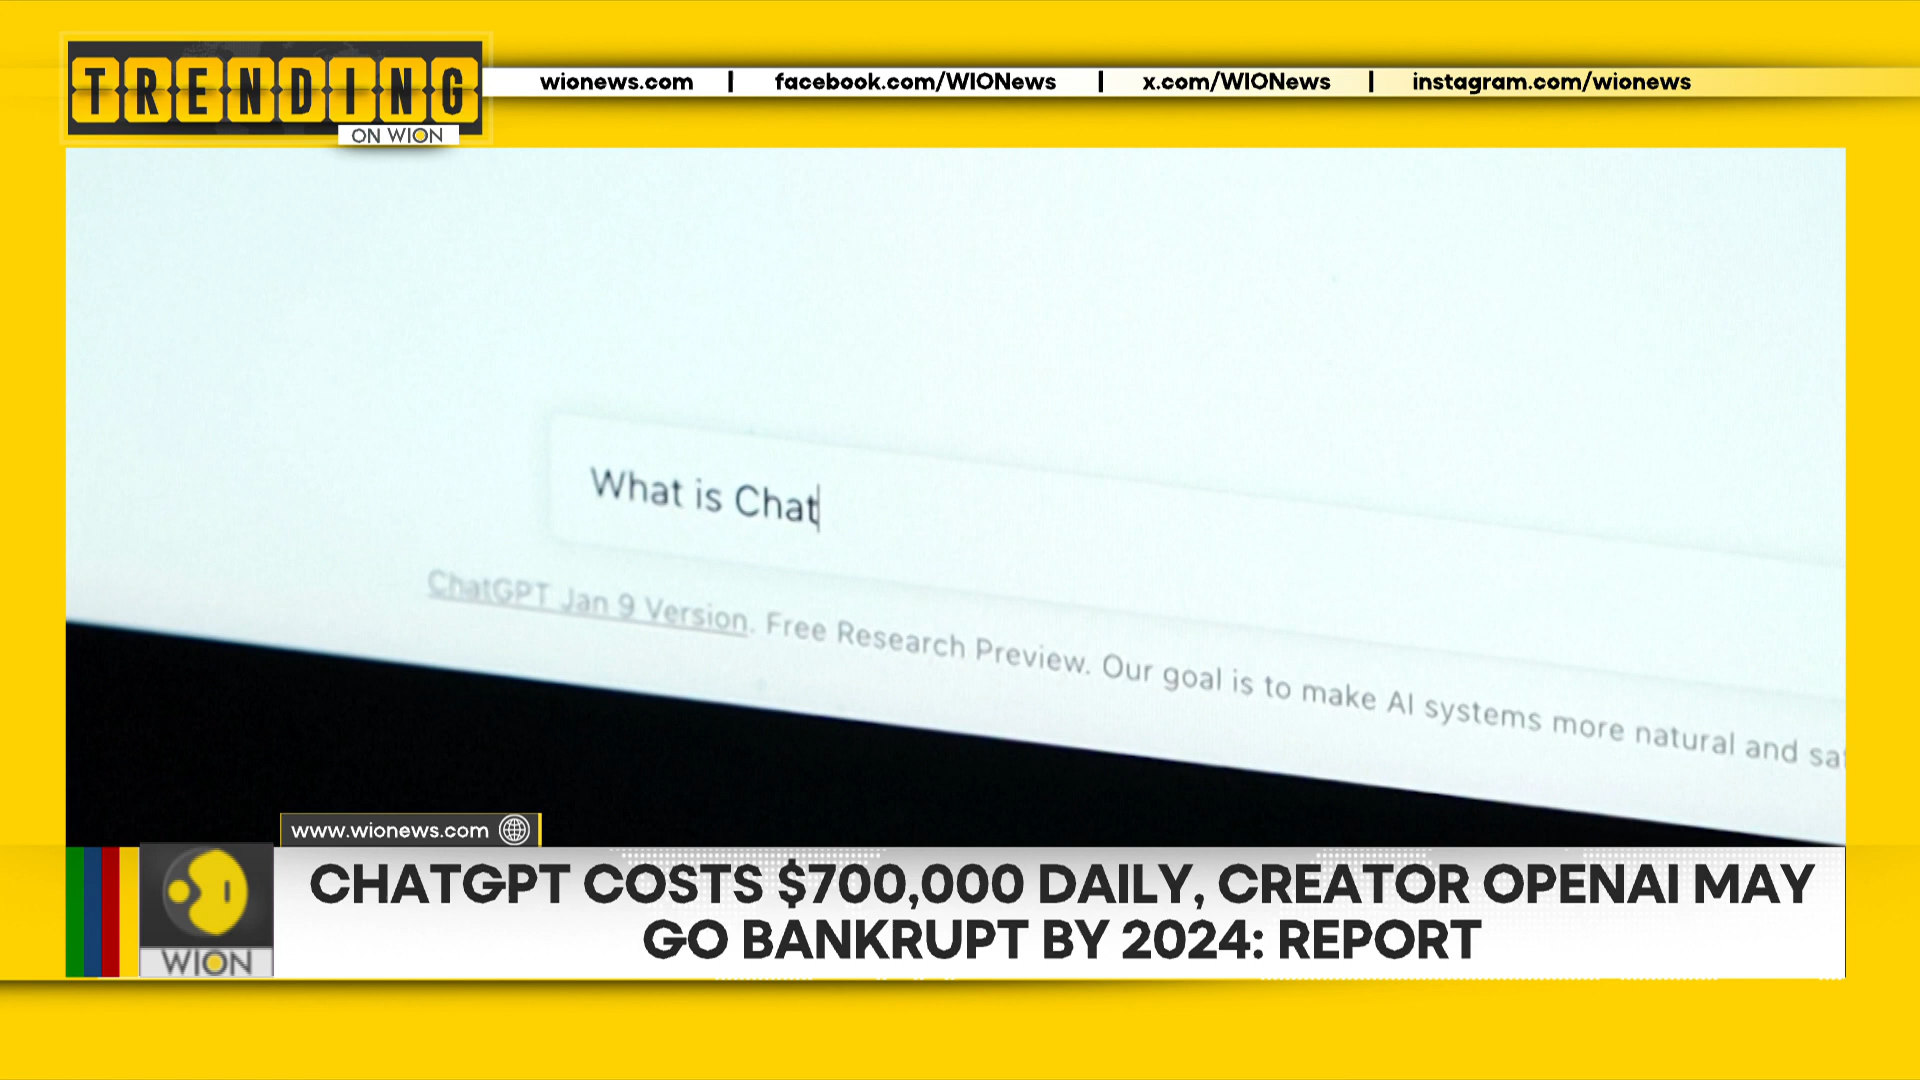 TRENDING
ON WION
wionews.com | facebook.com/WIONews | x.com/WIONews | instagram.com/wionews
What is Chat
ChatGPT Jan 9 Version. Free Research Preview. Our goal is to make AI systems more natural and sa
www.wionews.com
WION
CHATGPT COSTS $700,000 DAILY, CREATOR OPENAI MAY
GO BANKRUPT BY 2024: REPORT